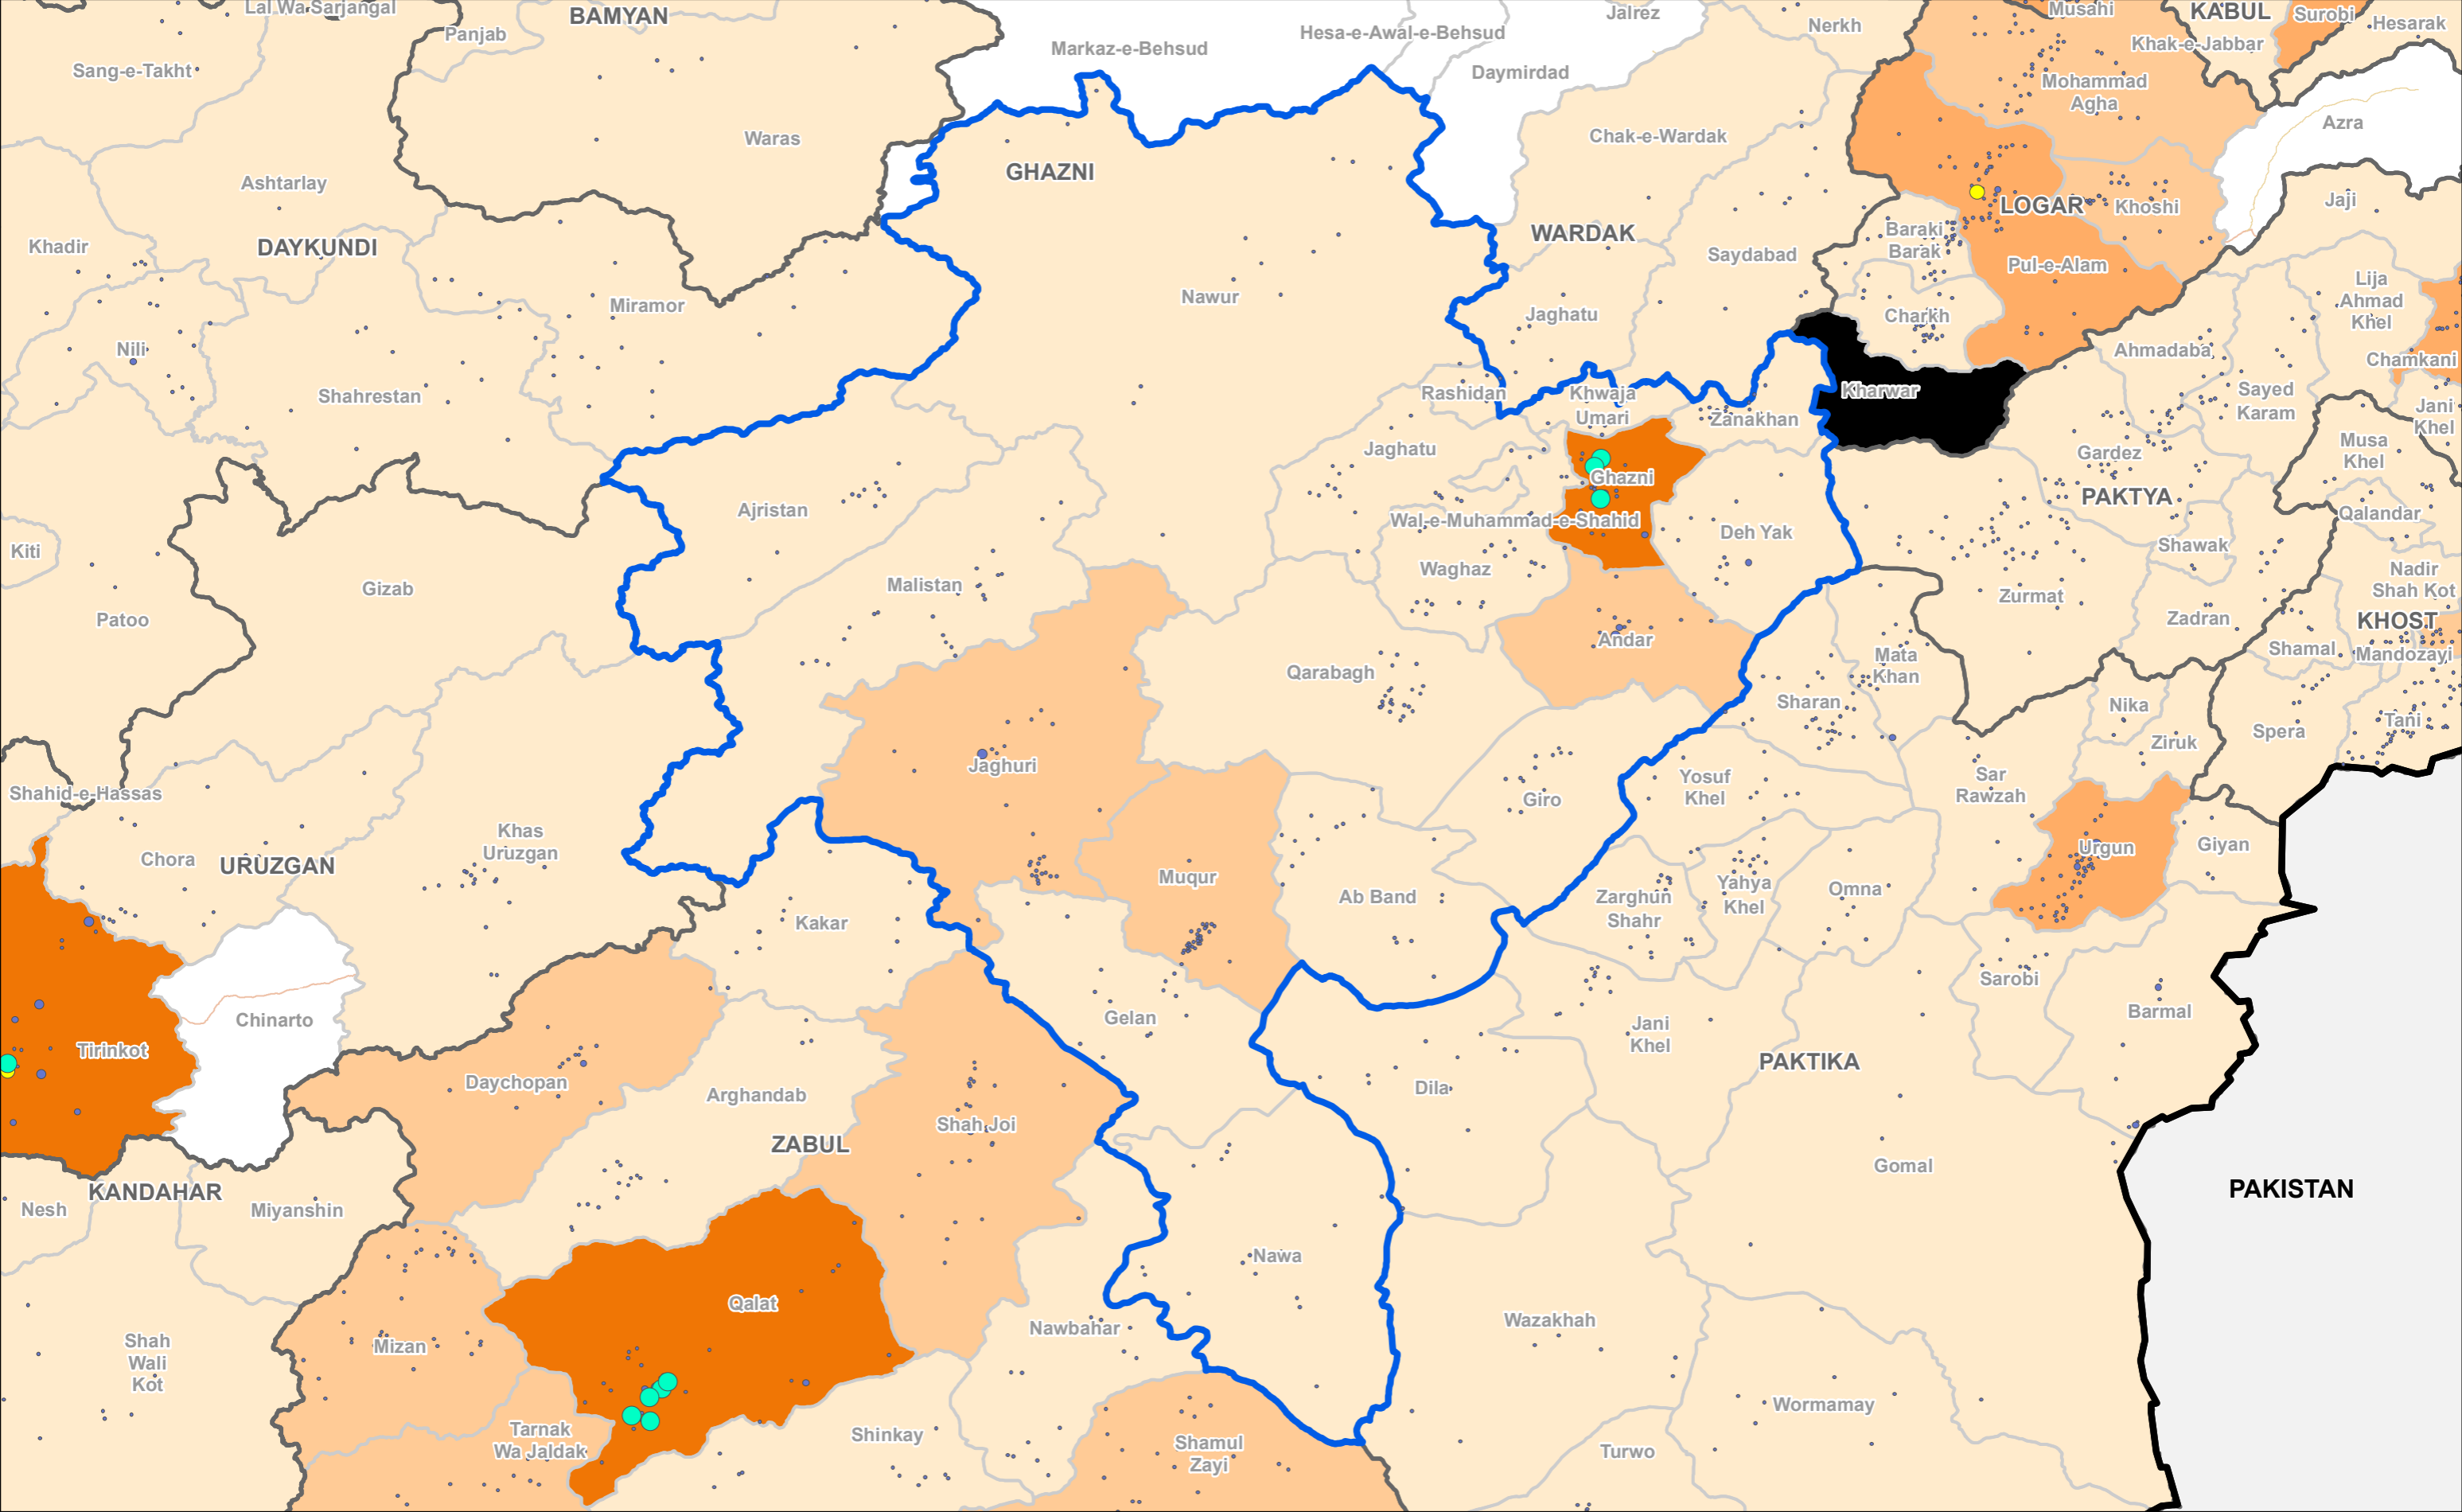 Lal Wa Sarjangal
BAMYAN
Panjab
Markaz-e-Behsud
Hesa-e-Awal-e-Behsud
Jalrez
Nerkh
Musahi
KABUL
Surobi
Hesarak
Khak-e-Jabbar
Sang-e-Takht
Daymirdad
Mohammad
Agha
Azra
Waras
Chak-e-Wardak
GHAZNI
Ashtarlay
Jaji
LOGAR
Khoshi
Khadir
DAYKUNDI
WARDAK
Saydabad
Baraki
Barak
Pul-e-Alam
Miramor
Nawur
Jaghatu
Charkh
Lija
Ahmad
Khel
Nili
Ahmadaba
Chamkani
Shahrestan
Rashidan
Khwaja
Umari
Zanakhan
Kharwar
Sayed
Karam
Jani
Khel
Jaghatu
Gardez
Musa
Khel
Ghazni
PAKTYA
Ajristan
Wal-e-Muhammad-e-Shahid
Deh Yak
Qalandar
Kiti
Shawak
Gizab
Malistan
Waghaz
Zurmat
Nadir
Shah Kot
Patoo
Zadran
KHOST
Andar
Shamal
Mandozayi
Qarabagh
Mata
Khan
Sharan
Nika
Tani
Spera
Ziruk
Jaghuri
Shahid-e-Hassas
Giro
Yosuf
Khel
Sar
Rawzah
Khas
Uruzgan
Chora
URUZGAN
Urgun
Giyan
Muqur
Ab Band
Zarghun
Shahr
Yahya
Khel
Omna
Kakar
Sarobi
Chinarto
Gelan
Jani
Khel
Barmal
Tirinkot
PAKTIKA
Daychopan
Arghandab
Dila
Shah Joi
ZABUL
Gomal
KANDAHAR
PAKISTAN
Nesh
Miyanshin
Nawa
Qalat
Nawbahar
Wazakhah
Shah
Wali
Kot
Mizan
Wormamay
Tarnak
Wa Jaldak
Shinkay
Shamul
Zayi
Turwo